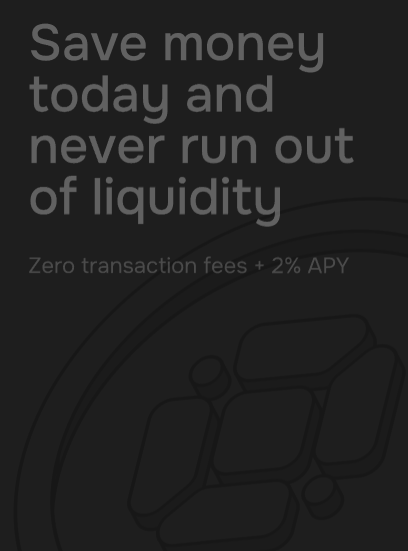 Save money
today and
never run out
of liquidity
Zero transaction fees + 2% APY